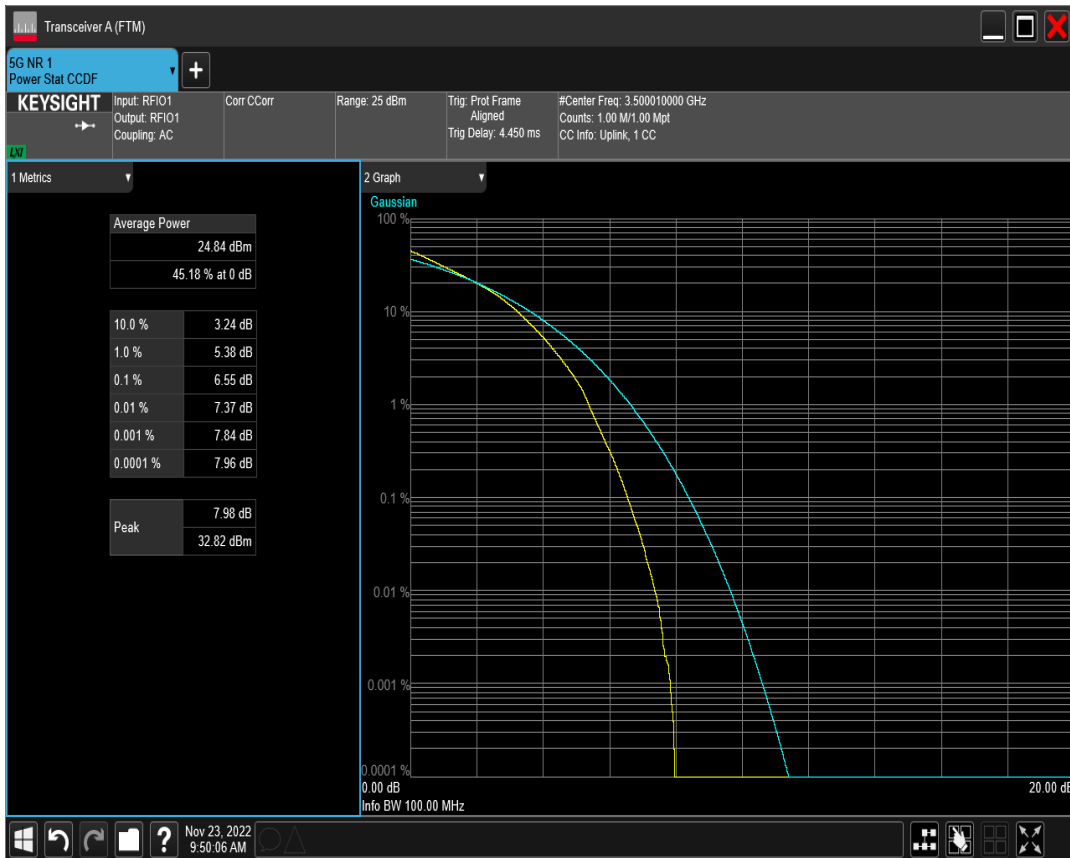 Transceiver A (FTM)
5G NR 1
Power Stat CCDF
+
KEYSIGHT
LXI
Input: RFIO1
Output: RFIO1
Coupling: AC
Corr CCorr
Range: 25 dBm
Trig: Prot Frame
Aligned
Trig Delay: 4.450 ms
#Center Freq: 3.500010000 GHz
Counts: 1.00 M/1.00 Mpt
CC Info: Uplink, 1 CC
1 Metrics
Average Power
24.84 dBm
45.18 % at 0 dB
10.0 % 3.24 dB
1.0 % 5.38 dB
0.1 % 6.55 dB
0.01 % 7.37 dB
0.001 % 7.84 dB
0.0001 % 7.96 dB
Peak 7.98 dB
32.82 dBm
2 Graph
Gaussian
100 %
10 %
1 %
0.1 %
0.01 %
0.001 %
0.0001 %
0.00 dB 20.00 dB
Info BW 100.00 MHz
?
Nov 23, 2022
9:50:06 AM